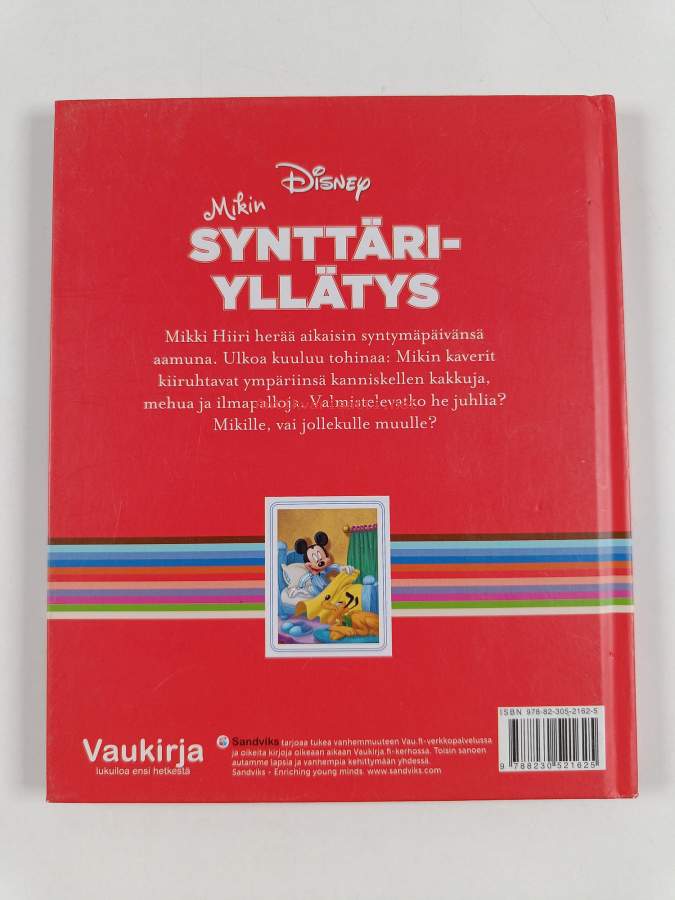 Disney
Mikin
SYNTTÄRI-
YLLÄTYS
Mikki Hiiri herää aikaisin syntymäpäivänsä
aamuna. Ulkoa kuuluu tohinaa: Mikin kaverit
kiiruhtavat ympäriinsä kanniskellen kakkuja,
mehua ja ilmapalloja. Valmistelevatko he juhlia?
Mikille, vai jollekulle muulle?
Vaukirja
lukuiloa ensi hetkestä
Sandviks tarjoaa tukea vanhemmuuteen Vau.fi-verkkopalvelussa
ja oikeita kirjoja oikeaan aikaan Vaukirja.fi-kerhossa. Toisin sanoen
autamme lapsia ja vanhempia kehittymään yhdessä.
Sandviks • Enriching young minds. www.sandviks.com
ISBN 978-82-305-2162-5
9 788230 521625